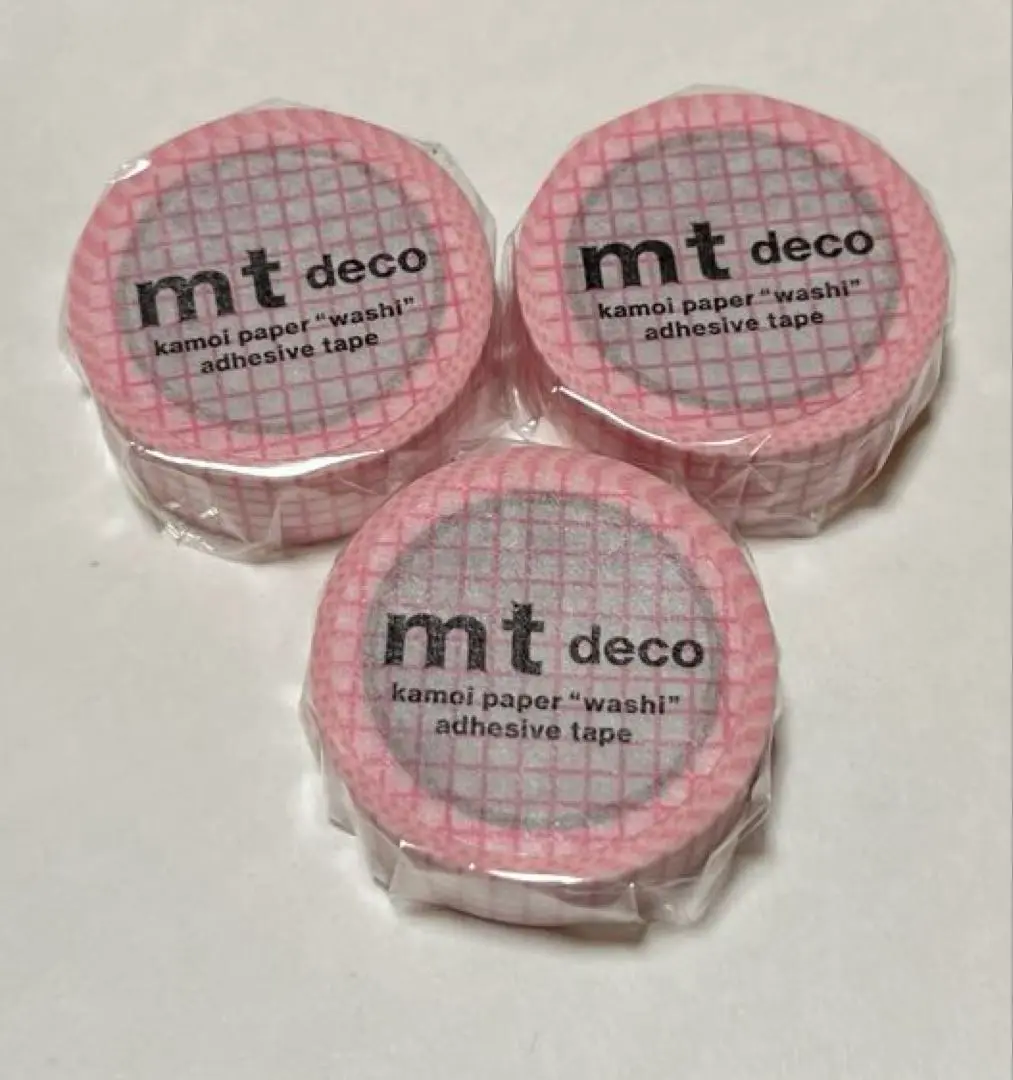 mt deco
kamoi paper “washi”
adhesive tape
mt deco
kamoi paper “washi”
adhesive tape
mt deco
kamoi paper “washi”
adhesive tape